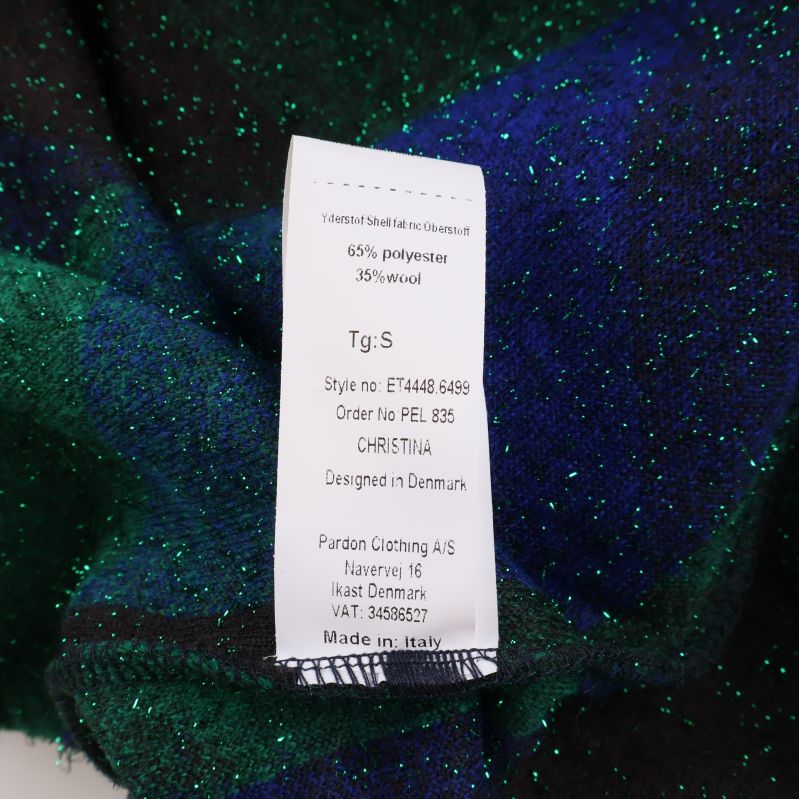 Yderstof/Shell fabric/Oberstoff
65% polyester
35%wool
Tg:S
Style no: ET4448.6499
Order No PEL 835
CHRISTINA
Designed in Denmark
Pardon Clothing A/S
Navervej 16
Ikast Denmark
VAT: 34586527
Made in: Italy